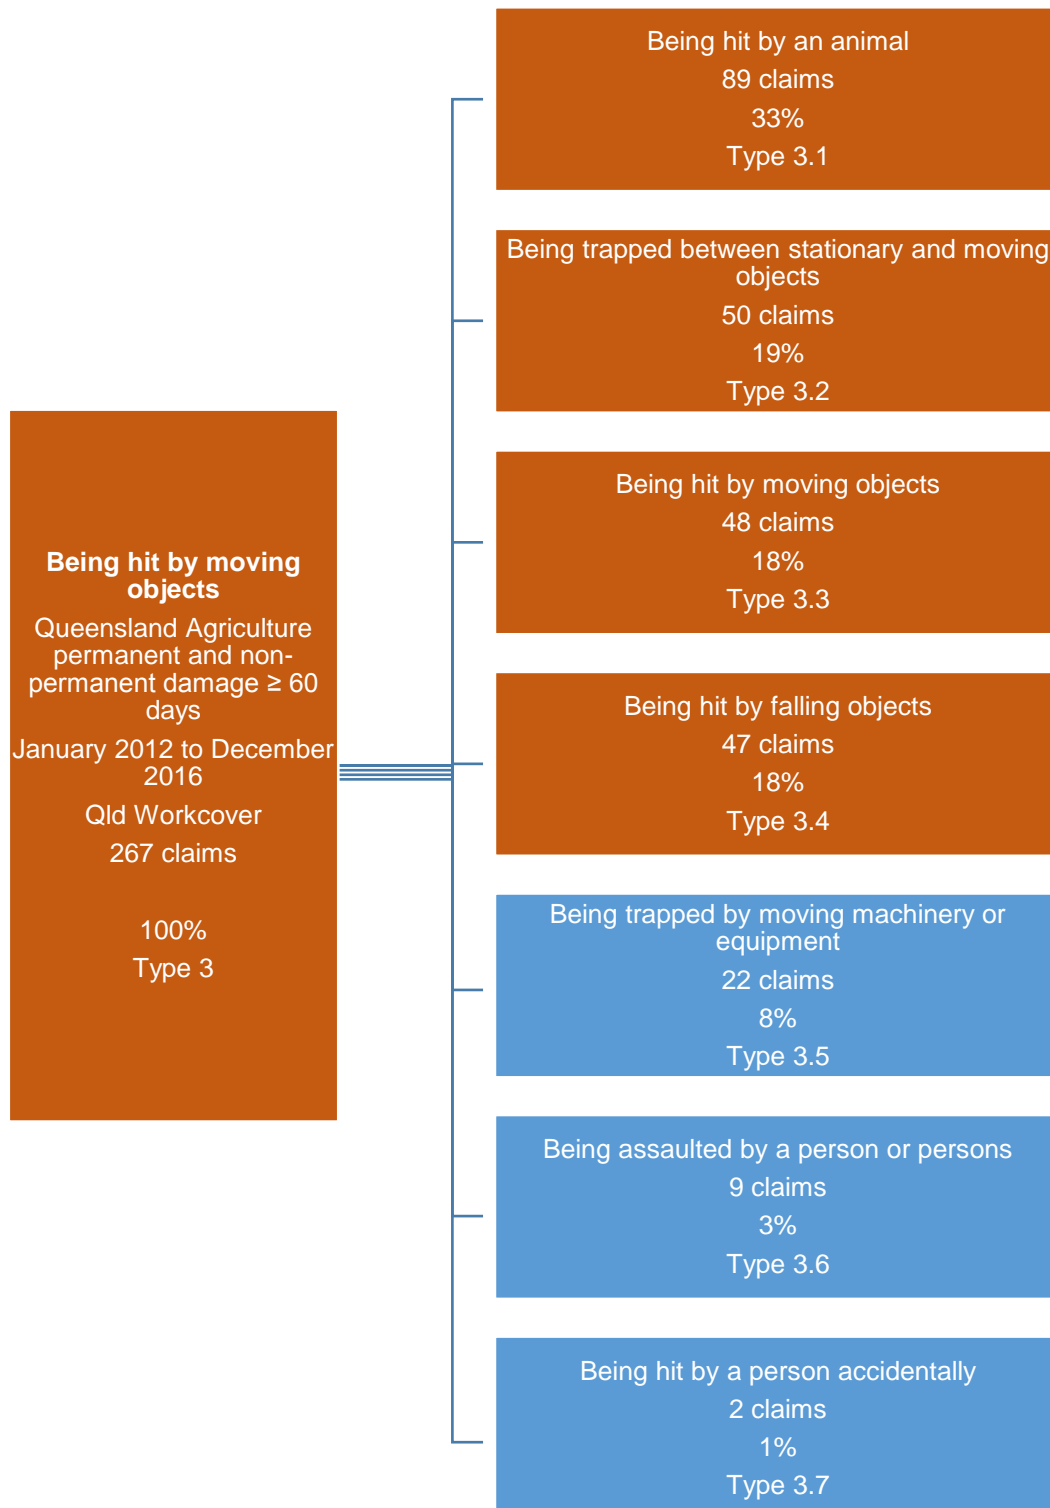 Being hit by moving
objects
Queensland Agriculture
permanent and non-
permanent damage ≥ 60
days
January 2012 to December
2016
Qld Workcover
267 claims
100%
Type 3
Being hit by an animal
89 claims
33%
Type 3.1
Being trapped between stationary and moving
objects
50 claims
19%
Type 3.2
Being hit by moving objects
48 claims
18%
Type 3.3
Being hit by falling objects
47 claims
18%
Type 3.4
Being trapped by moving machinery or
equipment
22 claims
8%
Type 3.5
Being assaulted by a person or persons
9 claims
3%
Type 3.6
Being hit by a person accidentally
2 claims
1%
Type 3.7